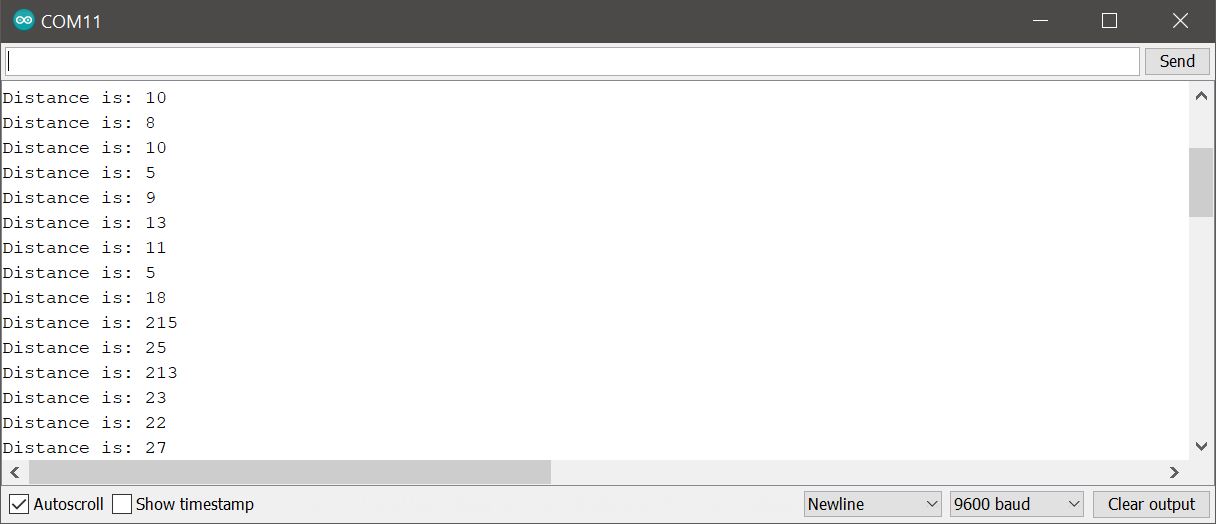 COM11
Send
Distance is: 10
Distance is: 8
Distance is: 10
Distance is: 5
Distance is: 9
Distance is: 13
Distance is: 11
Distance is: 5
Distance is: 18
Distance is: 215
Distance is: 25
Distance is: 213
Distance is: 23
Distance is: 22
Distance is: 27
Autoscroll Show timestamp Newline 9600 baud Clear output